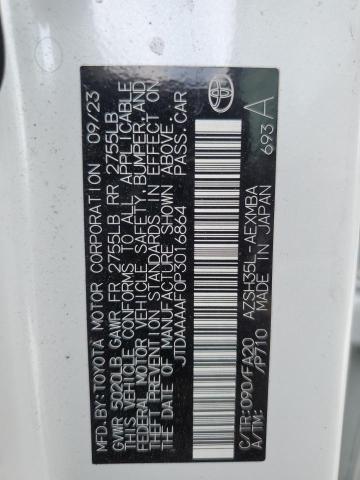 MFD.BY:TOYOTA MOTOR CORPORATION 09/23
GVWR 5020LB GAWR FR 2755LB RR 2755LB
THIS VEHICLE CONFORMS TO ALL APPLICABLE
FEDERAL MOTOR VEHICLE SAFETY,BUMPER,AND
THEFT PREVENTION STANDARDS IN EFFECT ON
THE DATE OF MANUFACTURE SHOWN ABOVE.
JTDAAAAF0P3016864 PASS.CAR
C/TR:090/FA20 AZSH35L-AEXMBA
A/TM: /P710 MADE IN JAPAN
693 A